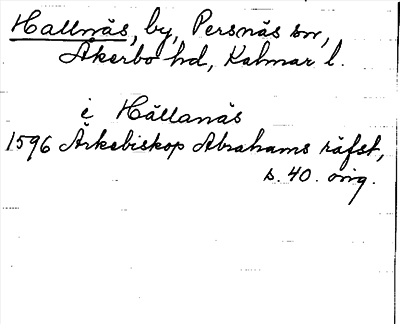 Hallnäs, by, Persnäs sn,
Åkerbo hd, Kalmar l.
i Hällanäs
1596 Ärkebiskop Abrahams räfst,
s. 40. orig.